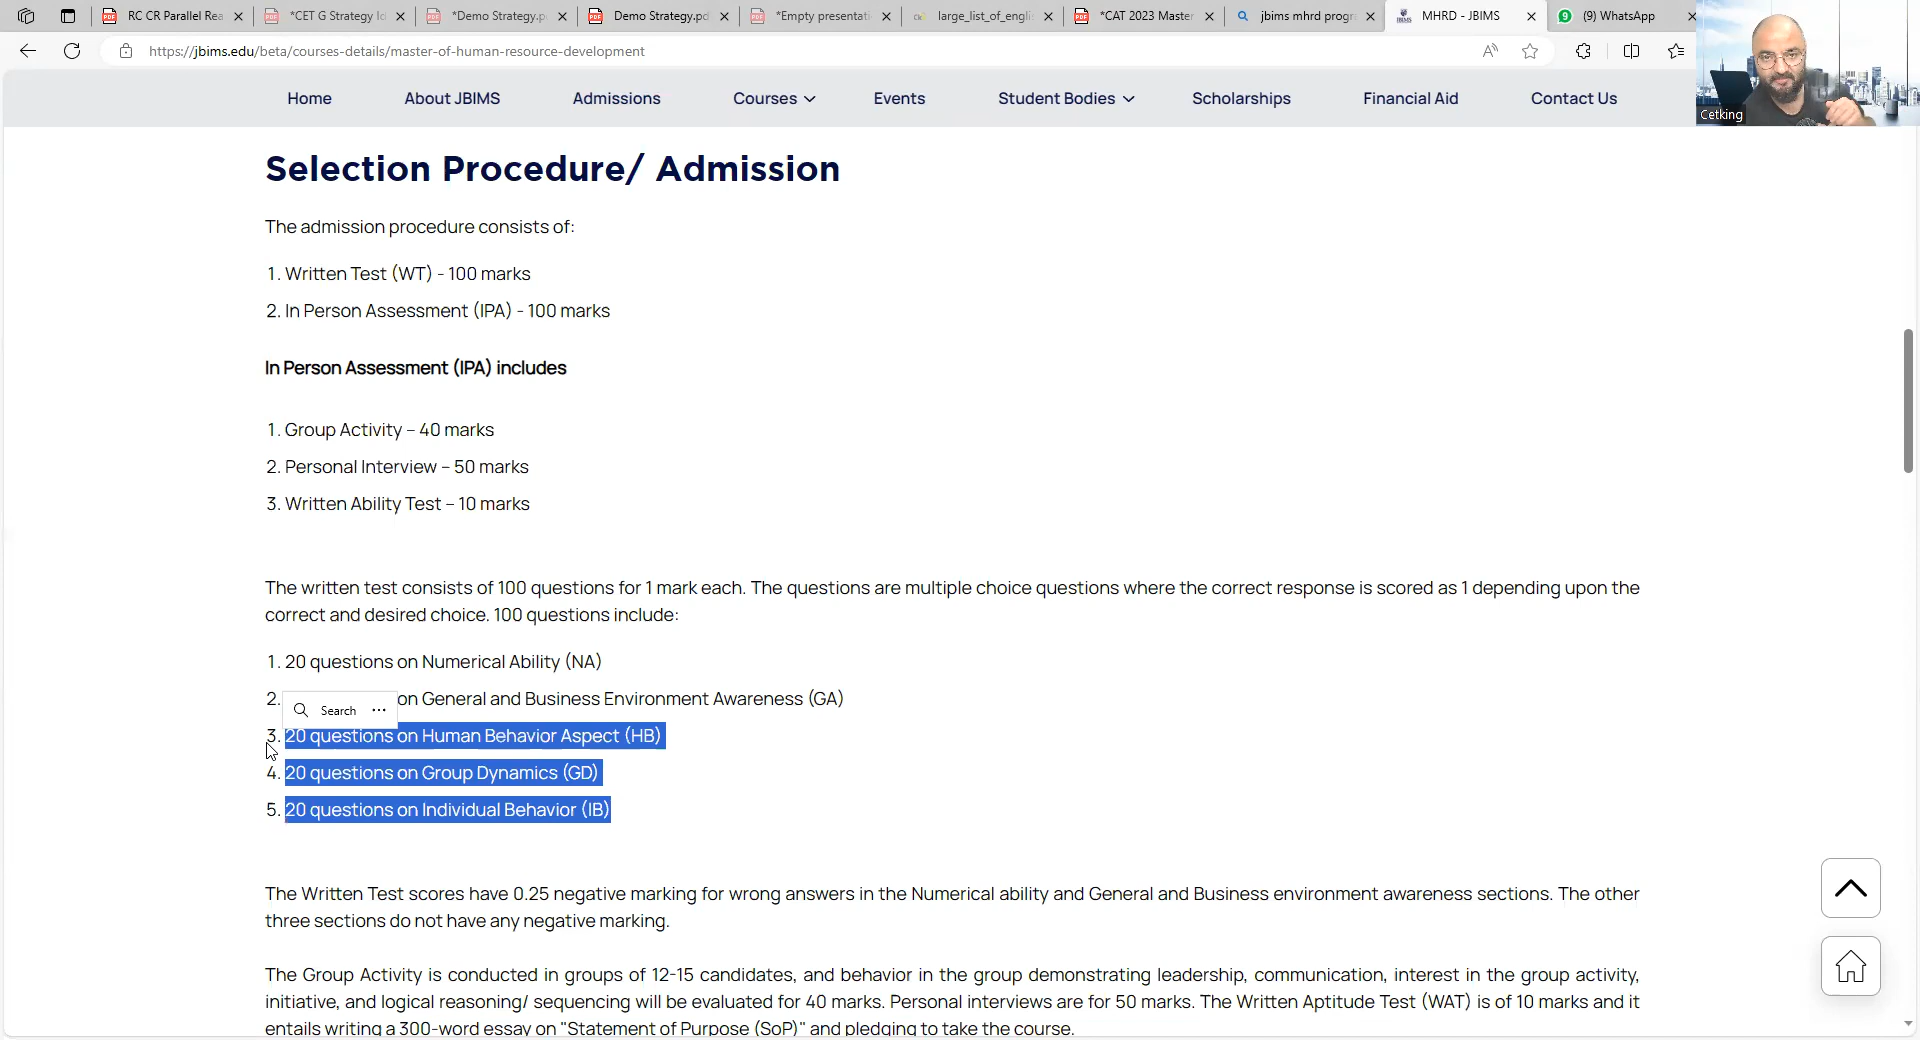 RC CR Parallel Rea
*CET G Strategy Ic
*Demo Strategy.p
Demo Strategy.pd
*Empty presentati
large_list_of_engli
*CAT 2023 Master
jbims mhrd progr
MHRD - JBIMS
(9) WhatsApp
https://jbims.edu/beta/courses-details/master-of-human-resource-development
Cetking
Home
About JBIMS
Admissions
Courses
Events
Student Bodies
Scholarships
Financial Aid
Contact Us
Selection Procedure/ Admission
The admission procedure consists of:
1. Written Test (WT) - 100 marks
2. In Person Assessment (IPA) - 100 marks
In Person Assessment (IPA) includes
1. Group Activity – 40 marks
2. Personal Interview – 50 marks
3. Written Ability Test – 10 marks
The written test consists of 100 questions for 1 mark each. The questions are multiple choice questions where the correct response is scored as 1 depending upon the
correct and desired choice. 100 questions include:
1. 20 questions on Numerical Ability (NA)
2. on General and Business Environment Awareness (GA)
Search
3. 20 questions on Human Behavior Aspect (HB)
4. 20 questions on Group Dynamics (GD)
5. 20 questions on Individual Behavior (IB)
The Written Test scores have 0.25 negative marking for wrong answers in the Numerical ability and General and Business environment awareness sections. The other
three sections do not have any negative marking.
The Group Activity is conducted in groups of 12-15 candidates, and behavior in the group demonstrating leadership, communication, interest in the group activity,
initiative, and logical reasoning/ sequencing will be evaluated for 40 marks. Personal interviews are for 50 marks. The Written Aptitude Test (WAT) is of 10 marks and it
entails writing a 300-word essay on "Statement of Purpose (SoP)" and pledging to take the course.